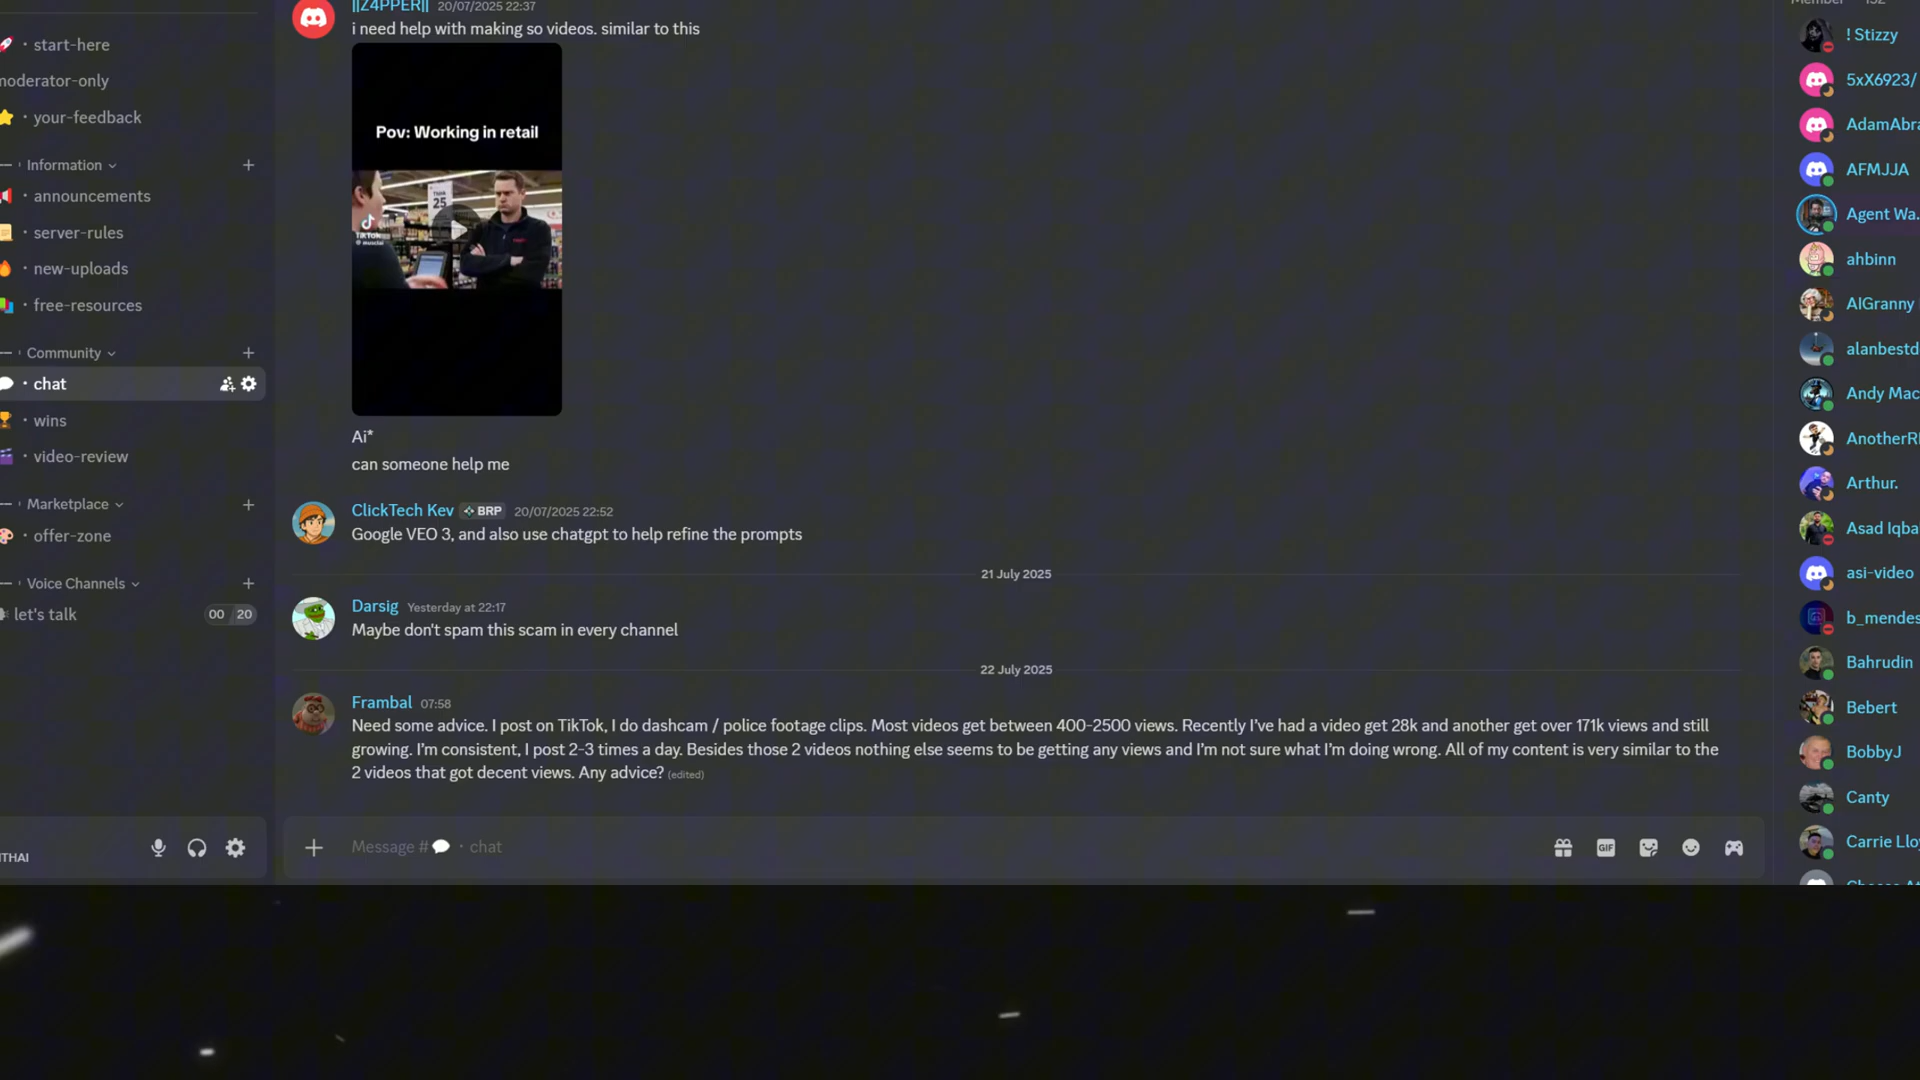 ||Z4PPER|| 20/07/2025 22:37
i need help with making so videos. similar to this
Pov: Working in retail
THIN
25
TikTok
Ai*
can someone help me
ClickTech Kev BRP 20/07/2025 22:52
Google VEO 3, and also use chatgpt to help refine the prompts
21 July 2025
Darsig Yesterday at 22:17
Maybe don't spam this scam in every channel
22 July 2025
Frambal 07:58
Need some advice. I post on TikTok, I do dashcam / police footage clips. Most videos get between 400-2500 views. Recently I've had a video get 28k and another get over 171k views and still
growing. I'm consistent, I post 2-3 times a day. Besides those 2 videos nothing else seems to be getting any views and I'm not sure what I'm doing wrong. All of my content is very similar to the
2 videos that got decent views. Any advice? (edited)
Message # · chat
GIF
· start-here
moderator-only
· your-feedback
Information
· announcements
· server-rules
· new-uploads
· free-resources
Community
· chat
· wins
· video-review
Marketplace
· offer-zone
Voice Channels
let's talk 00 20
ITHAI
Member 152
! Stizzy
5xX6923/
AdamAbra
AFMJJA
Agent Wa..
ahbinn
AIGranny
alanbestd
Andy Mac
AnotherR
Arthur.
Asad Iqba
asi-video
b_mendes
Bahrudin
Bebert
BobbyJ
Canty
Carrie Llo